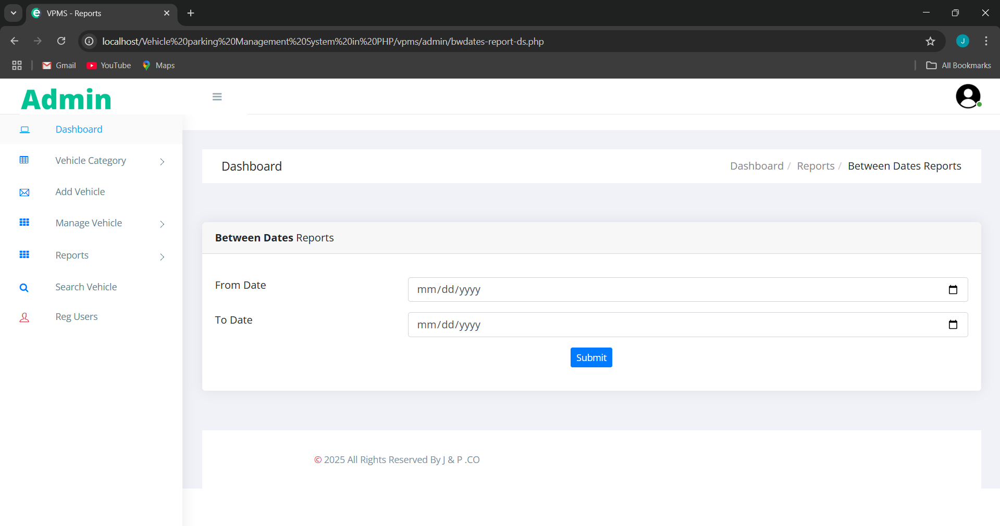 VPMS - Reports
localhost/Vehicle%20parking%20Management%20System%20in%20PHP/vpms/admin/bwdates-report-ds.php
J
Gmail
YouTube
Maps
All Bookmarks
Admin
Dashboard
Vehicle Category
Add Vehicle
Manage Vehicle
Reports
Search Vehicle
Reg Users
Dashboard
Dashboard / Reports / Between Dates Reports
Between Dates Reports
From Date
mm/dd/yyyy
To Date
mm/dd/yyyy
Submit
© 2025 All Rights Reserved By J & P .CO